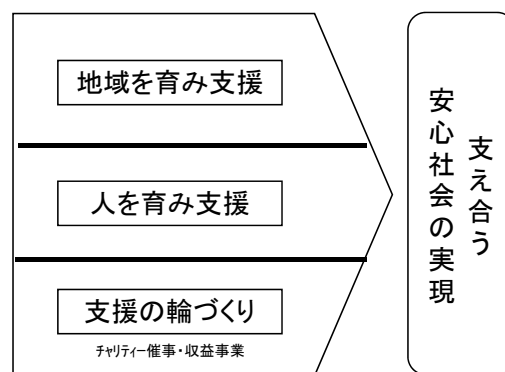 地域を育み支援
人を育み支援
支援の輪づくり
ﾁｬﾘﾃｨｰ催事・収益事業
支え合う
安心社会の実現